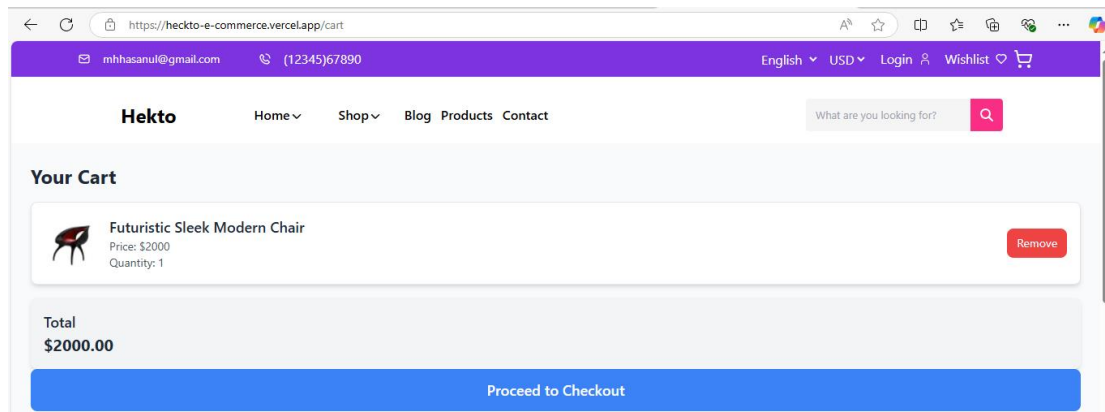 https://heckto-e-commerce.vercel.app/cart
mhhasanul@gmail.com (12345)67890 English USD Login Wishlist
Hekto Home Shop Blog Products Contact What are you looking for?
Your Cart
Futuristic Sleek Modern Chair
Price: $2000
Quantity: 1
Remove
Total
$2000.00
Proceed to Checkout